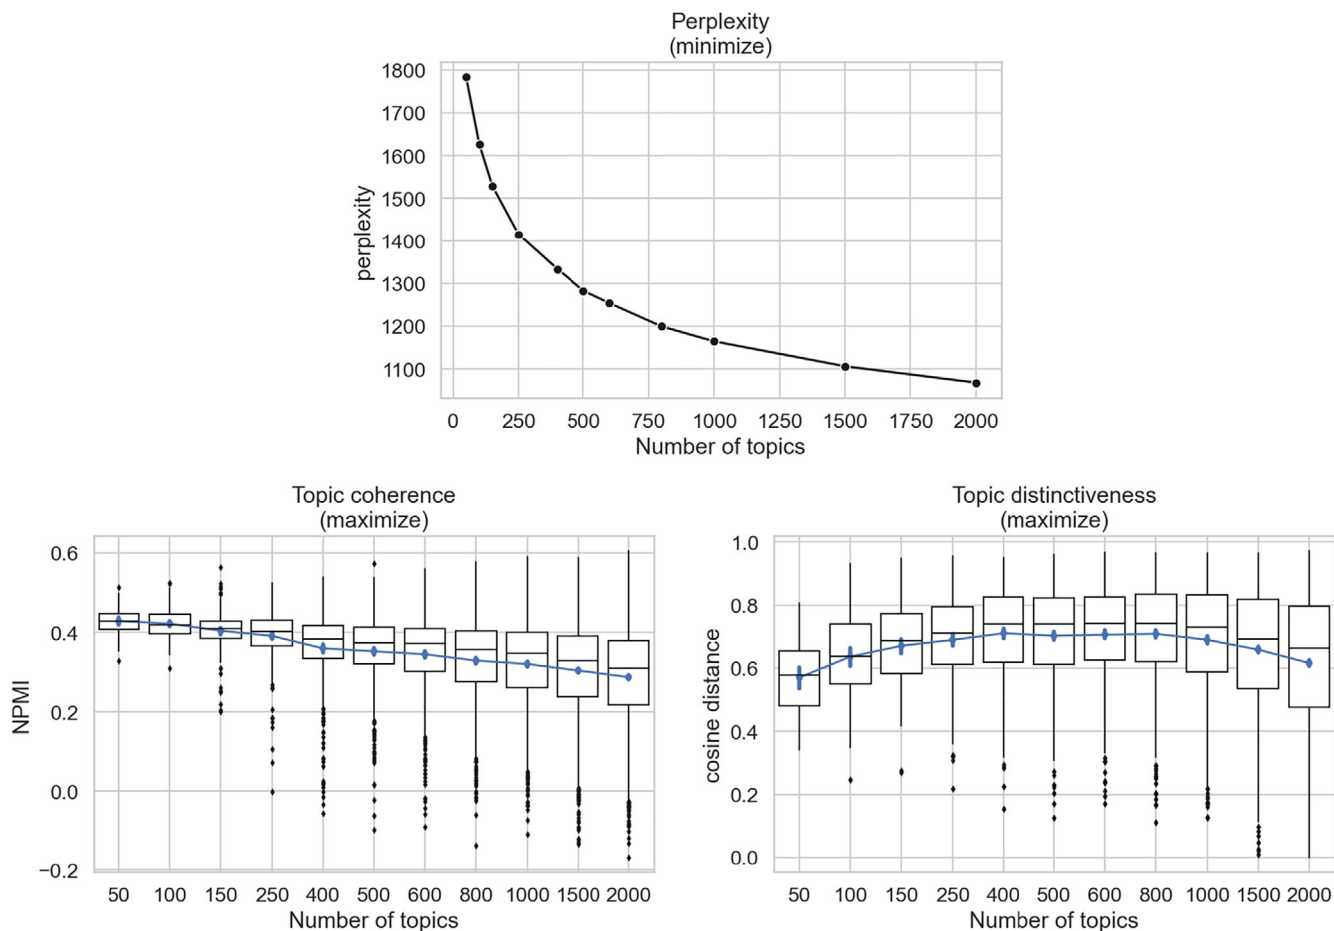 Perplexity
(minimize)
1800
1700
1600
1500
1400
1300
1200
1100
perplexity
0 250 500 750 1000 1250 1500 1750 2000
Number of topics
Topic coherence
(maximize)
0.6
0.4
0.2
0.0
−0.2
NPMI
50 100 150 250 400 500 600 800 1000 1500 2000
Number of topics
Topic distinctiveness
(maximize)
1.0
0.8
0.6
0.4
0.2
0.0
cosine distance
50 100 150 250 400 500 600 800 1000 1500 2000
Number of topics